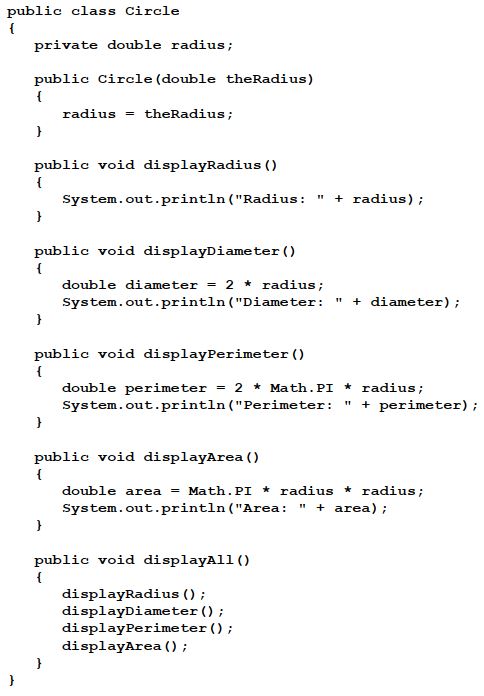 public class Circle
{
   private double radius;

   public Circle(double theRadius)
   {
      radius = theRadius;
   }

   public void displayRadius()
   {
      System.out.println("Radius: " + radius);
   }

   public void displayDiameter()
   {
      double diameter = 2 * radius;
      System.out.println("Diameter: " + diameter);
   }

   public void displayPerimeter()
   {
      double perimeter = 2 * Math.PI * radius;
      System.out.println("Perimeter: " + perimeter);
   }

   public void displayArea()
   {
      double area = Math.PI * radius * radius;
      System.out.println("Area: " + area);
   }

   public void displayAll()
   {
      displayRadius();
      displayDiameter();
      displayPerimeter();
      displayArea();
   }
}